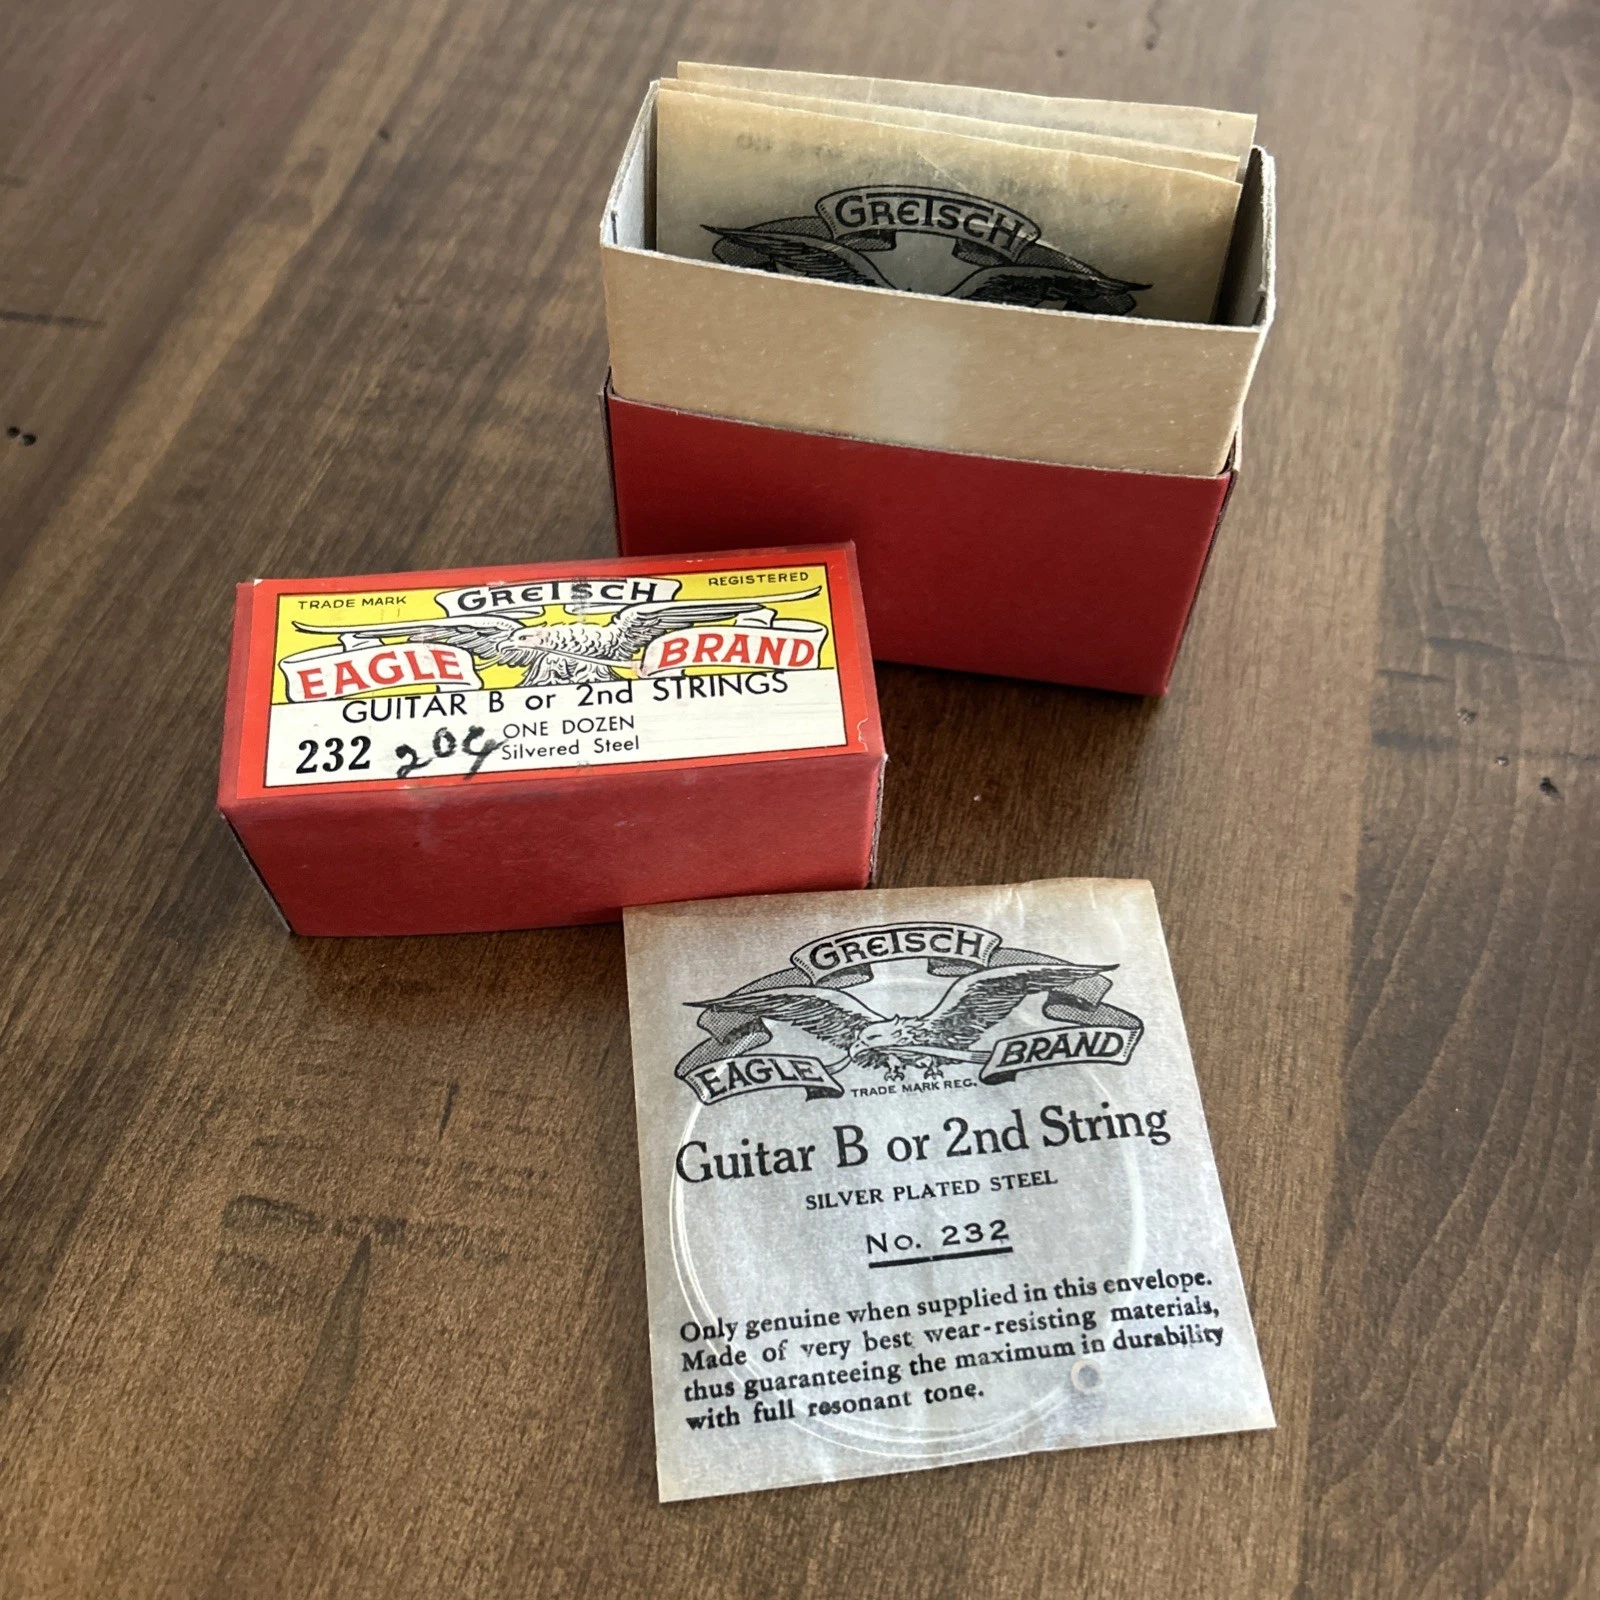 GRETSCH
TRADE MARK GRETSCH REGISTERED
EAGLE BRAND
GUITAR B or 2nd STRINGS
232 20¢ ONE DOZEN
Silvered Steel
GRETSCH
EAGLE BRAND
TRADE MARK REG.
Guitar B or 2nd String
SILVER PLATED STEEL
No. 232
Only genuine when supplied in this envelope.
Made of very best wear-resisting materials,
thus guaranteeing the maximum in durability
with full resonant tone.